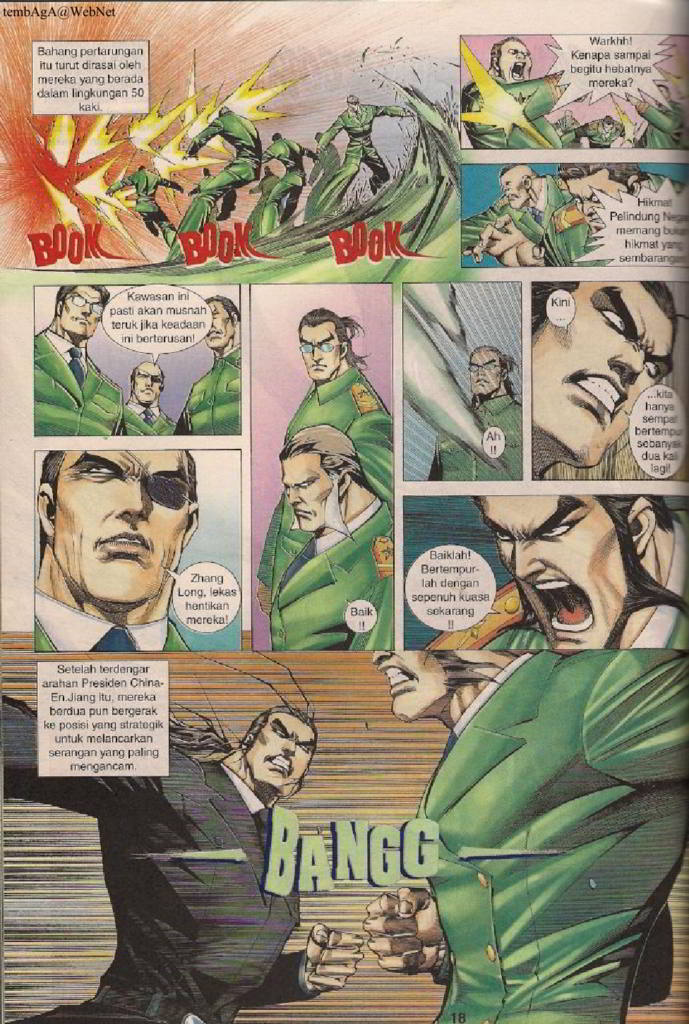 tembAgA@WebNet
Bahang pertarungan
itu turut dirasai oleh
mereka yang berada
dalam lingkungan 50
kaki.
BOOK
BOOK
BOOK
Warkhh!
Kenapa sampai
begitu hebatnya
mereka?
Hikmat
Pelindung
memang
hikmat yang
sembarangan
Kawasan ini
pasti akan musnah
teruk jika keadaan
ini berterusan!
Ah
!!
Kini
...kita
hanya
sempat
bertempur
sebanyak
dua kali
lagi!
Zhang
Long, lekas
hentikan
mereka!
Baik
!!
Baiklah!
Bertempur-
lah dengan
sepenuh kuasa
sekarang
!!
Setelah terdengar
arahan Presiden China-
En.Jiang itu, mereka
berdua pun bergerak
ke posisi yang strategik
untuk melancarkan
serangan yang paling
mengancam.
BANGG
18